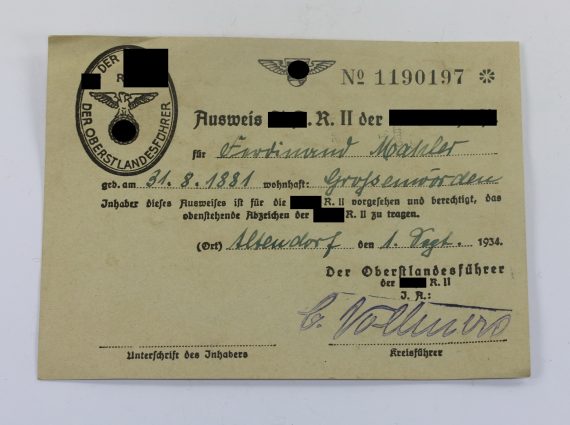 DER
R
DER OBERSTLANDESFÜHRER
№ 1190197 ✻
Ausweis . R. II der
für Ferdinand Mahler
geb. am 31. 8. 1881 wohnhaft: Grossenwörden
Inhaber dieses Ausweises ist für die R. II vorgesehen und berechtigt, das
obenstehende Abzeichen der R. II zu tragen.
(Ort) Altendorf den 1. Sept. 1934.
Der Oberstlandesführer
der R. II
I. A.:
Vollmers
Unterschrift des Inhabers
Kreisführer